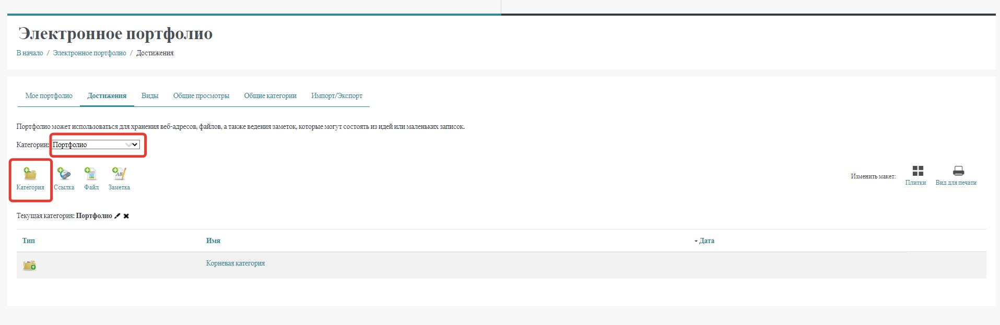 Электронное портфолио
В начало / Электронное портфолио / Достижения
Мое портфолио Достижения Виды Общие просмотры Общие категории Импорт/Экспорт
Портфолио может использоваться для хранения веб-адресов, файлов, а также ведения заметок, которые могут состоять из идей или маленьких записок.
Категории: Портфолио
Категория Ссылка Файл Заметка
Изменить макет: Плитки Вид для печати
Текущая категория: Портфолио
Тип Имя Дата
Корневая категория